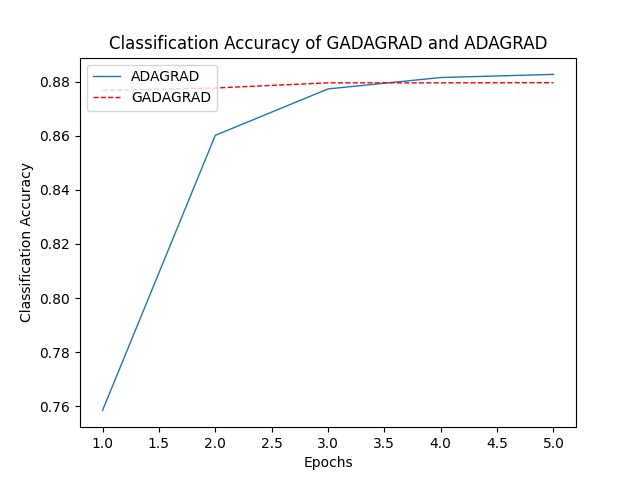 Classification Accuracy of GADAGRAD and ADAGRAD
ADAGRAD
GADAGRAD
Classification Accuracy
0.88
0.86
0.84
0.82
0.80
0.78
0.76
1.0 1.5 2.0 2.5 3.0 3.5 4.0 4.5 5.0
Epochs